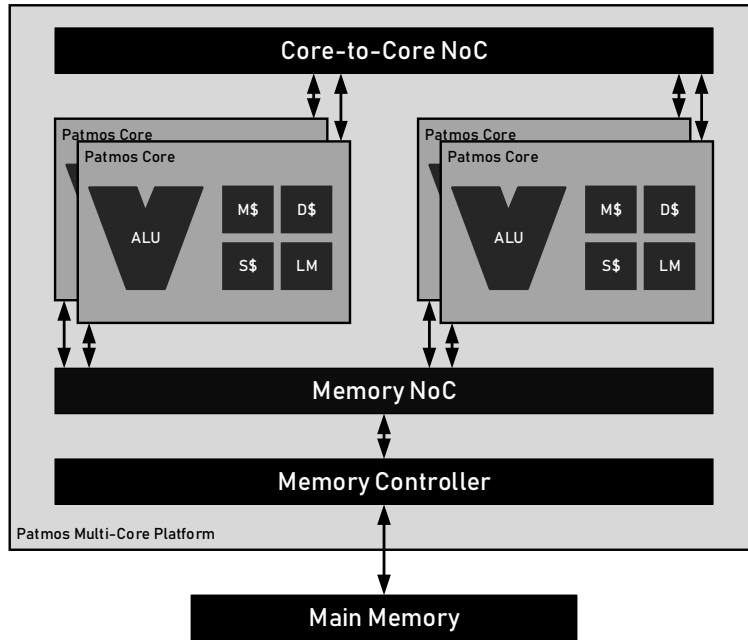 Core-to-Core NoC
Patmos Core
Patmos Core
Patmos Core
Patmos Core
ALU
M$
D$
S$
LM
ALU
M$
D$
S$
LM
Memory NoC
Memory Controller
Patmos Multi-Core Platform
Main Memory